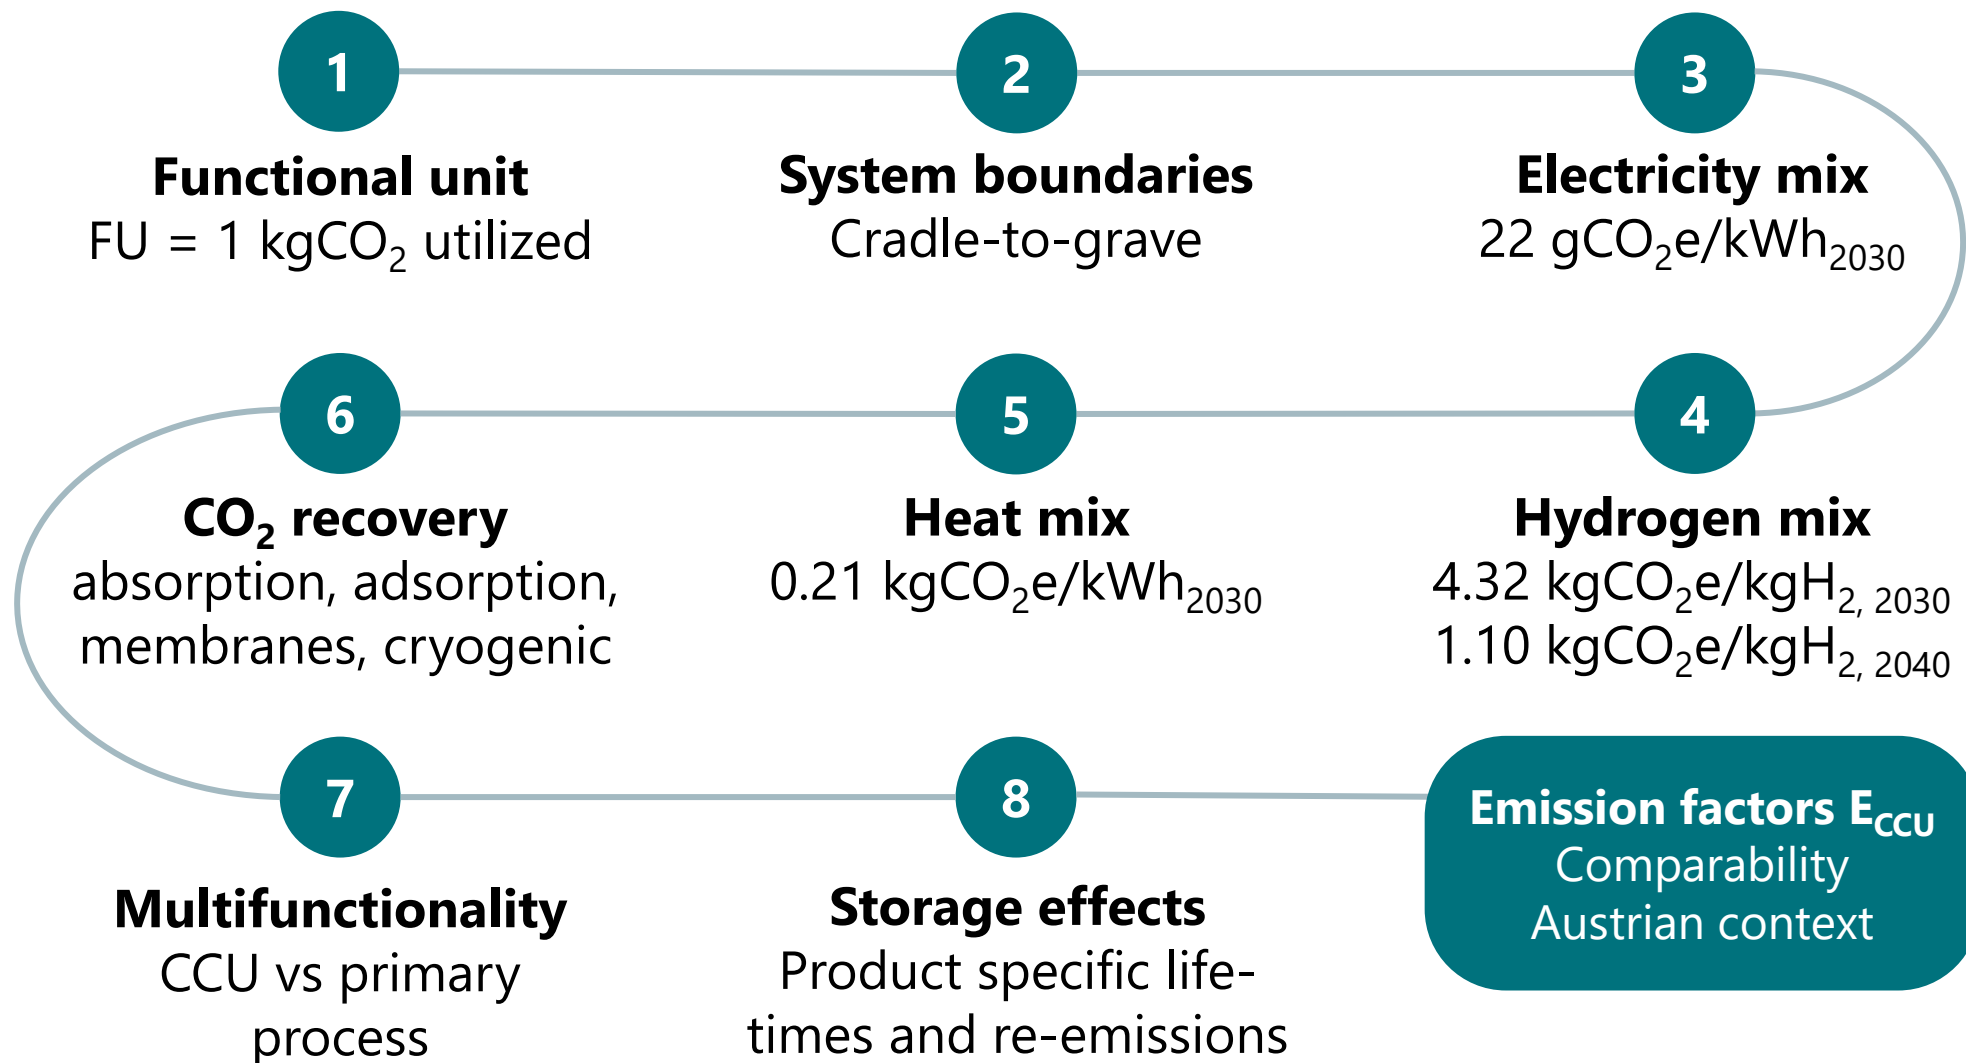 1
Functional unit
FU = 1 kgCO₂ utilized
2
System boundaries
Cradle-to-grave
3
Electricity mix
22 gCO₂e/kWh₂₀₃₀
4
Hydrogen mix
4.32 kgCO₂e/kgH₂, ₂₀₃₀
1.10 kgCO₂e/kgH₂, ₂₀₄₀
5
Heat mix
0.21 kgCO₂e/kWh₂₀₃₀
6
CO₂ recovery
absorption, adsorption,
membranes, cryogenic
7
Multifunctionality
CCU vs primary
process
8
Storage effects
Product specific life-
times and re-emissions
Emission factors E_CCU
Comparability
Austrian context